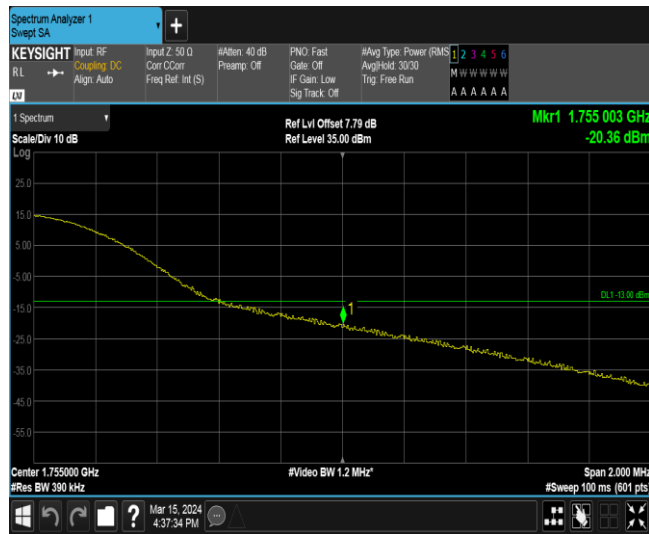 Spectrum Analyzer 1
Swept SA
+
KEYSIGHT
RL
LXI
Input: RF
Coupling: DC
Align: Auto
Input Z: 50 Ω
Corr CCorr
Freq Ref: Int (S)
#Atten: 40 dB
Preamp: Off
PNO: Fast
Gate: Off
IF Gain: Low
Sig Track: Off
#Avg Type: Power (RMS
Avg|Hold: 30/30
Trig: Free Run
1 2 3 4 5 6
M W W W W W
A A A A A A
1 Spectrum
Scale/Div 10 dB
Ref Lvl Offset 7.79 dB
Ref Level 35.00 dBm
Mkr1 1.755 003 GHz
-20.36 dBm
Log
25.0
15.0
5.00
-5.00
-15.0
-25.0
-35.0
-45.0
-55.0
1
DL1 -13.00 dBm
Center 1.755000 GHz
#Res BW 390 kHz
#Video BW 1.2 MHz*
Span 2.000 MHz
#Sweep 100 ms (601 pts
?
Mar 15, 2024
4:37:34 PM